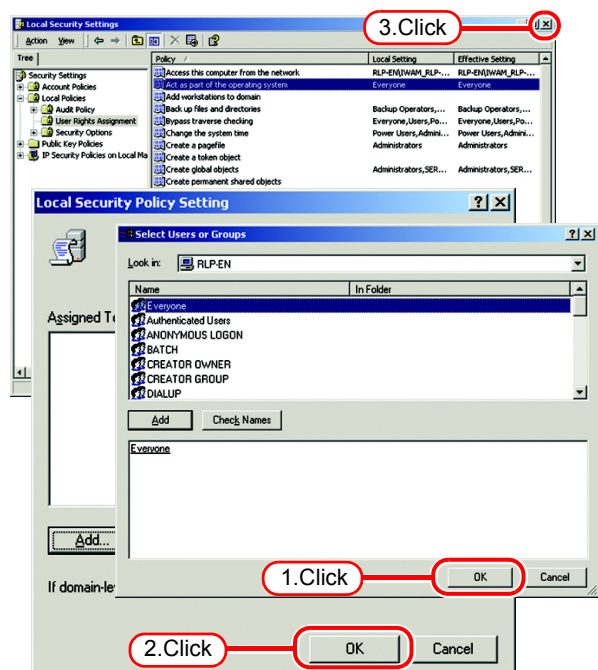 Local Security Settings
3.Click
Action View
Tree
Policy
Local Setting
Effective Setting
Security Settings
Account Policies
Local Policies
Audit Policy
User Rights Assignment
Security Options
Public Key Policies
IP Security Policies on Local Ma
Access this computer from the network RLP-EN\IWAM_RLP-... RLP-EN\IWAM_RLP-...
Act as part of the operating system Everyone Everyone
Add workstations to domain
Back up files and directories Backup Operators,... Backup Operators,...
Bypass traverse checking Everyone,Users,Po... Everyone,Users,Po...
Change the system time Power Users,Admini... Power Users,Admini...
Create a pagefile Administrators Administrators
Create a token object
Create global objects Administrators,SER... Administrators,SER...
Create permanent shared objects
Local Security Policy Setting
Assigned T
Add...
If domain-le
Select Users or Groups
Look in: RLP-EN
Name In Folder
Everyone
Authenticated Users
ANONYMOUS LOGON
BATCH
CREATOR OWNER
CREATOR GROUP
DIALUP
Add Check Names
Everyone
1.Click OK Cancel
2.Click OK Cancel